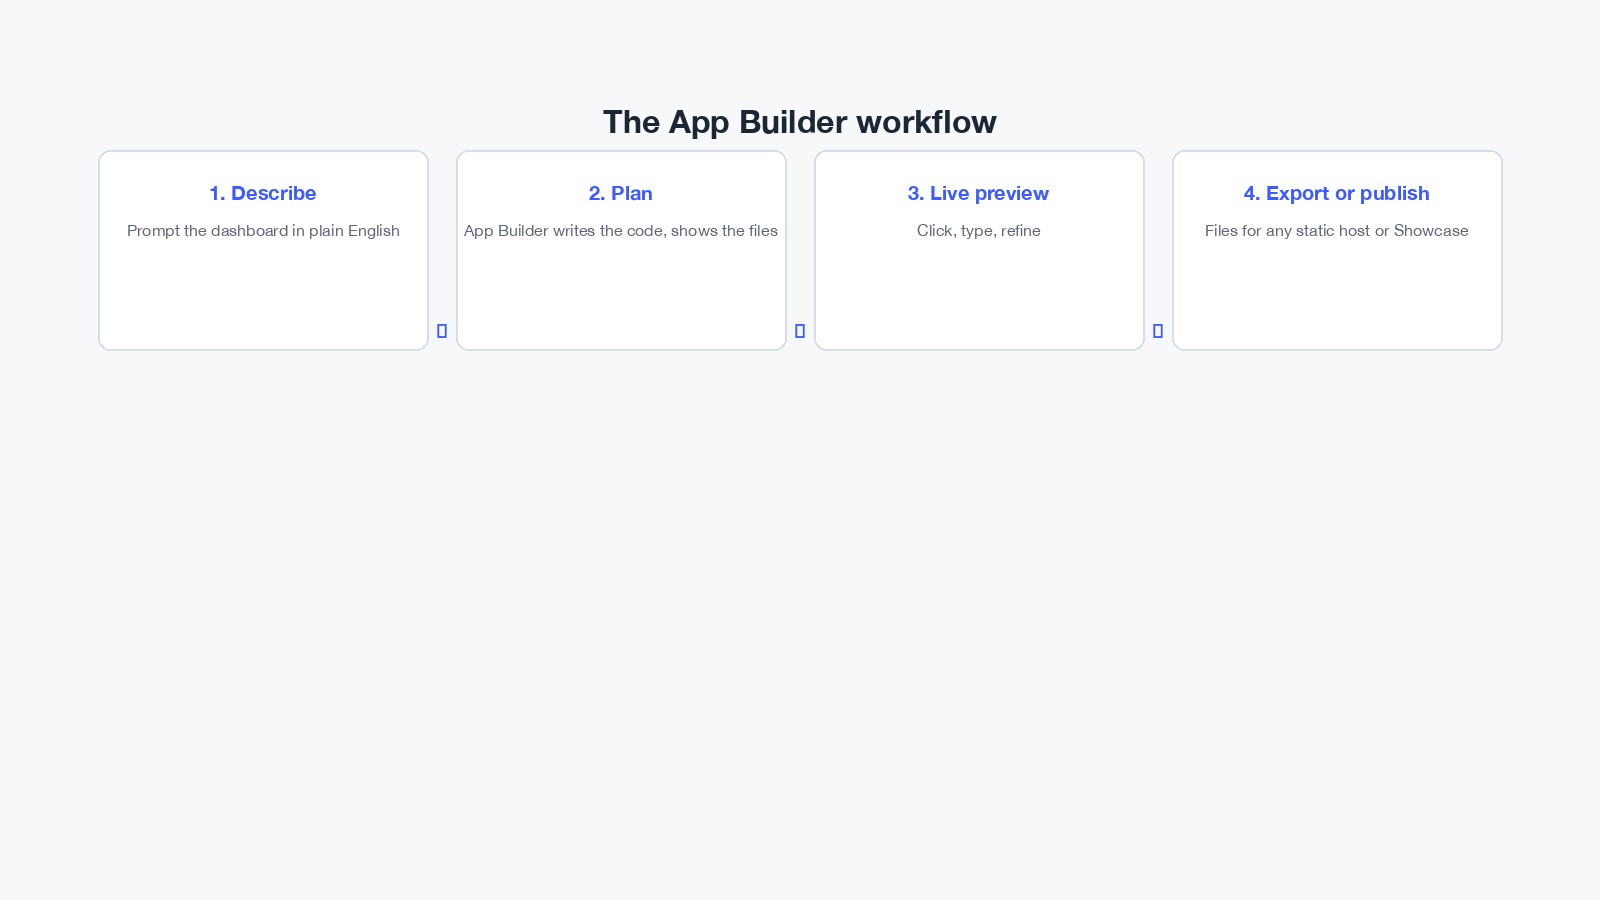 The App Builder workflow
1. Describe
Prompt the dashboard in plain English
2. Plan
App Builder writes the code, shows the files
3. Live preview
Click, type, refine
4. Export or publish
Files for any static host or Showcase